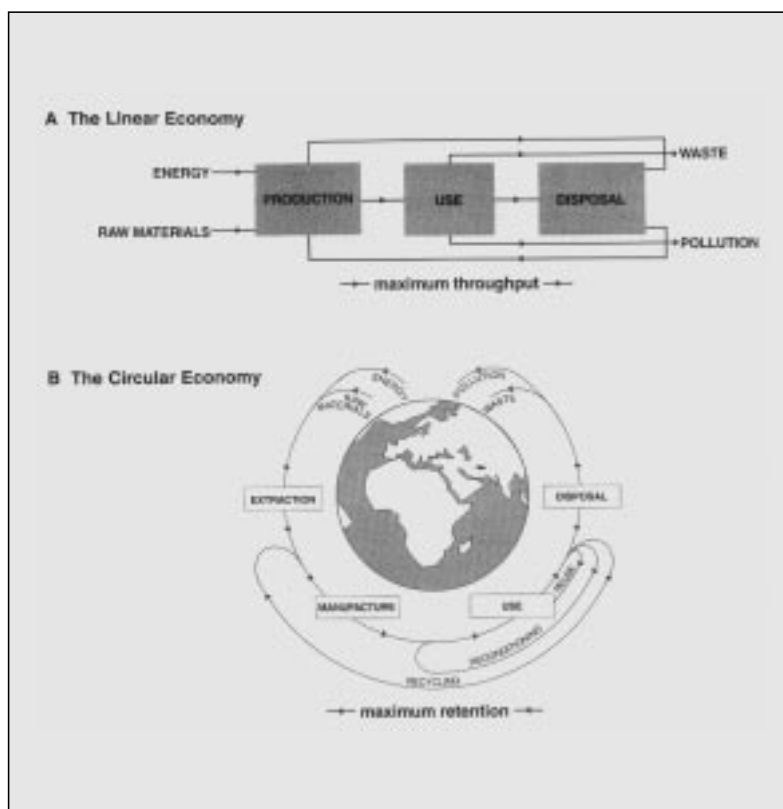 A The Linear Economy
ENERGY
RAW MATERIALS
PRODUCTION
USE
DISPOSAL
WASTE
POLLUTION
maximum throughput
B The Circular Economy
ENERGY
RAW
MATERIALS
POLLUTION
WASTE
EXTRACTION
DISPOSAL
MANUFACTURE
USE
REUSE
RECONDITIONING
RECYCLING
maximum retention